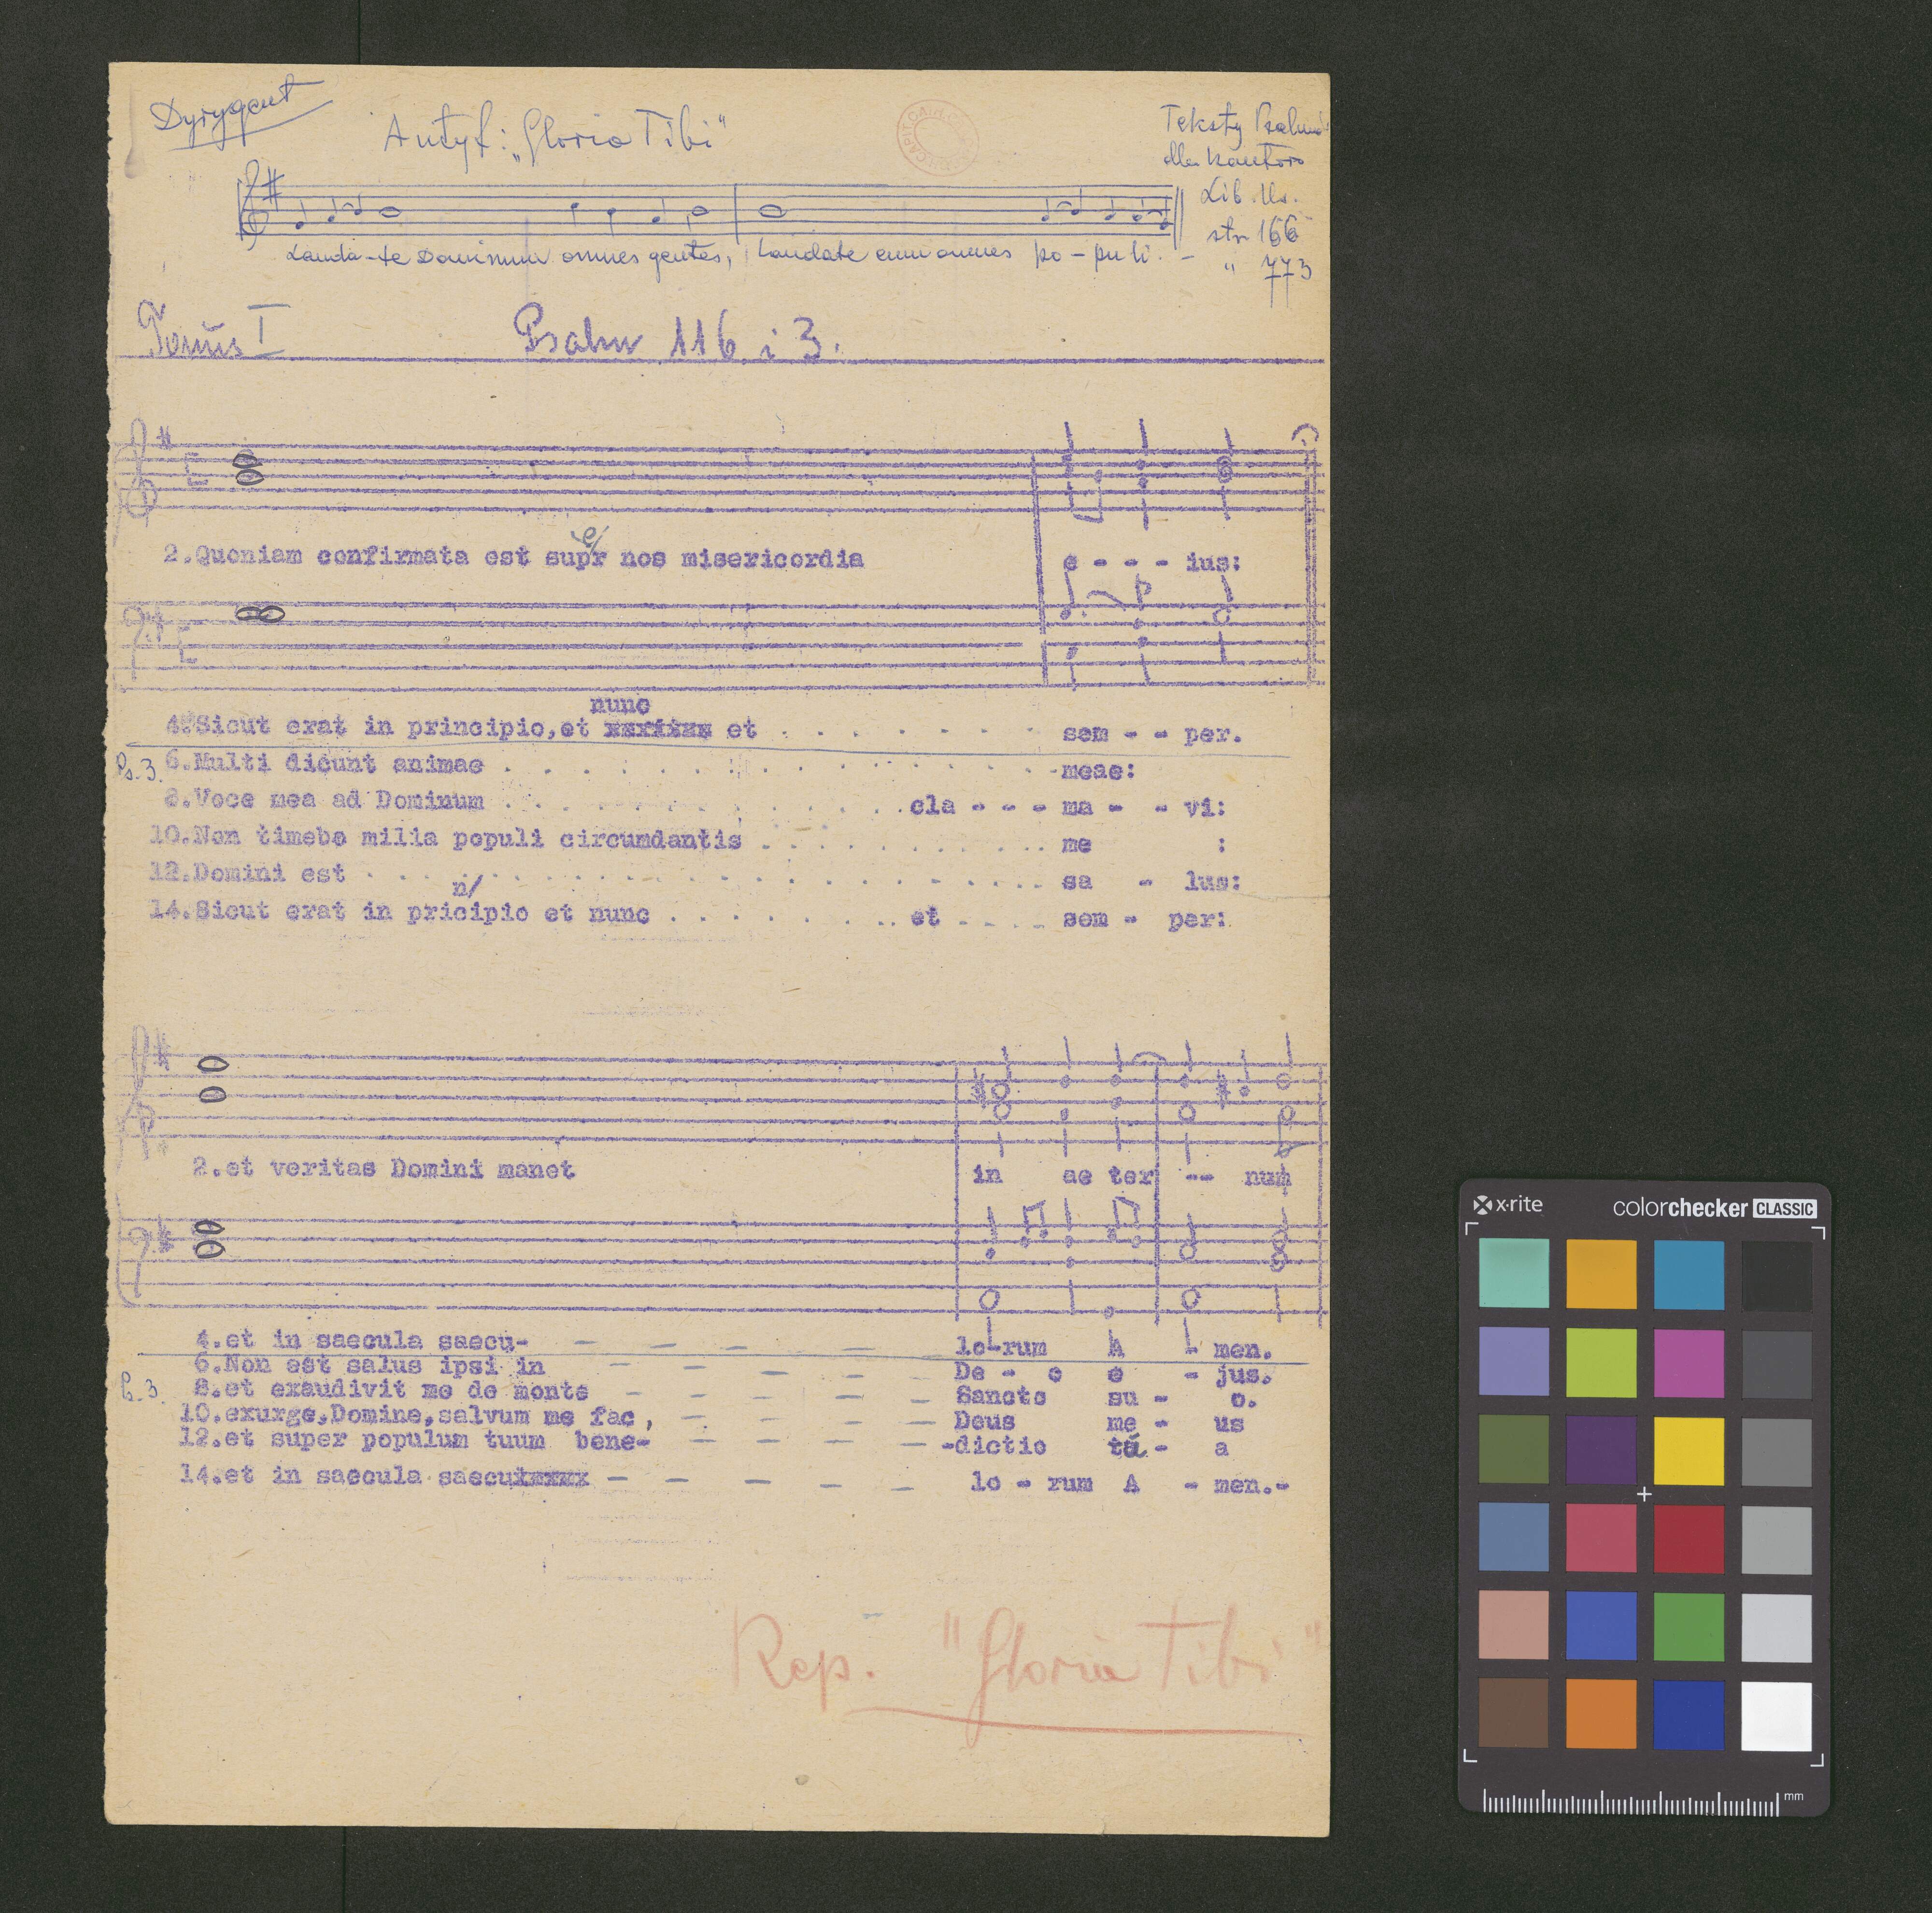 Dyrygent
Antyf: „Gloria Tibi"
Teksty Psalmów
dla kantora
Lib. Us.
str 166
" 773
Lauda-te Dominum omnes gentes, Laudate eum omnes po-pu li. -
Tonus I Psalm 116 i 3.
2.Quoniam confirmata est supr nos misericordia e - - - ius:
e/
nunc
4.Sicut erat in principio,et xxxxxxx et . . . . . . . . . sem - - per.
Ps. 3. 6.Multi dicunt animae . . . . . . . . . . . . . . . . -meae:
8.Voce mea ad Dominum . . . . . . . . . . . . . .cla - - - ma - - vi:
10.Non timebo milia populi circumdantis . . . . . . . . . . . me :
12.Domini est . . . . . . . . . . . . . . . . . . . . . sa - lus:
n/
14.Sicut erat in pricipio et nunc . . . . . . . .. et . . . . sem - per:
2.et veritas Domini manet in ae ter -- num
4.et in saecula saecu- — — — — — lo-rum A - men.
6.Non est salus ipsi in — — — — De - o e - jus.
Ps. 3. 8.et exaudivit me de monte — — — — — Sancto su - o.
10.exurge,Domine,salvum me fac, — — — — Deus me - us
12.et super populum tuum bene- — — — — -dictio tu - a
14.et in saecula saecuxxxxx — — — — — lo - rum A - men.-
Rep. "Gloria Tibi"
x·rite colorchecker CLASSIC
mm